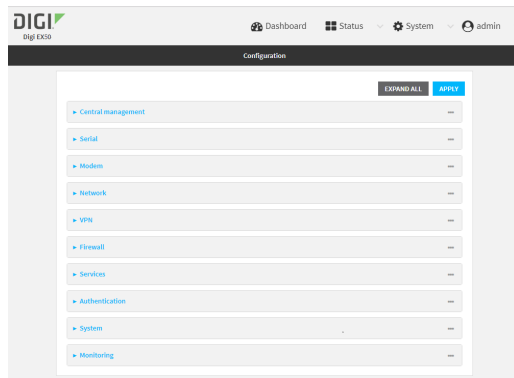 DIGI
Digi EX50
Dashboard Status System admin
Configuration
EXPAND ALL APPLY
Central management
Serial
Modem
Network
VPN
Firewall
Services
Authentication
System
Monitoring